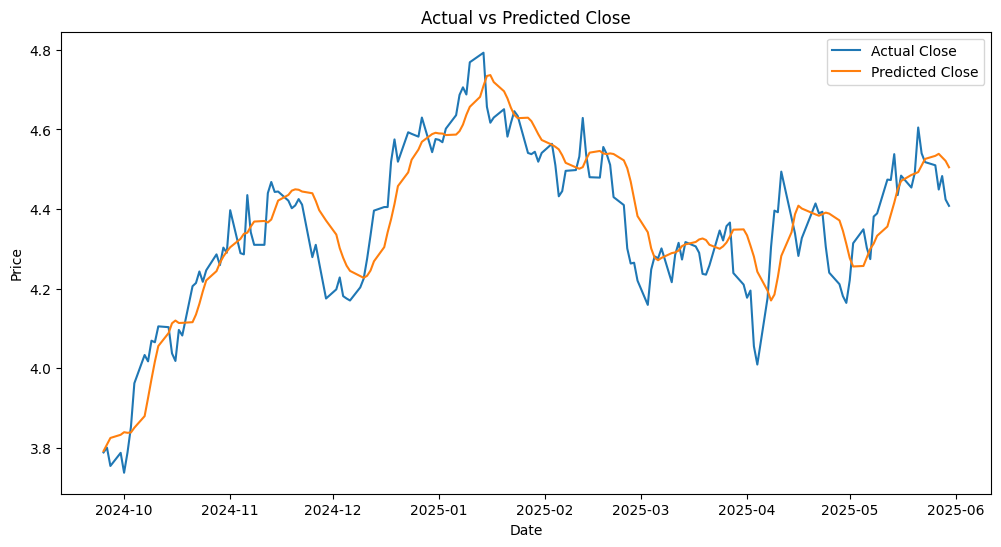 Actual vs Predicted Close
Actual Close
Predicted Close
Price
4.8
4.6
4.4
4.2
4.0
3.8
2024-10 2024-11 2024-12 2025-01 2025-02 2025-03 2025-04 2025-05 2025-06
Date